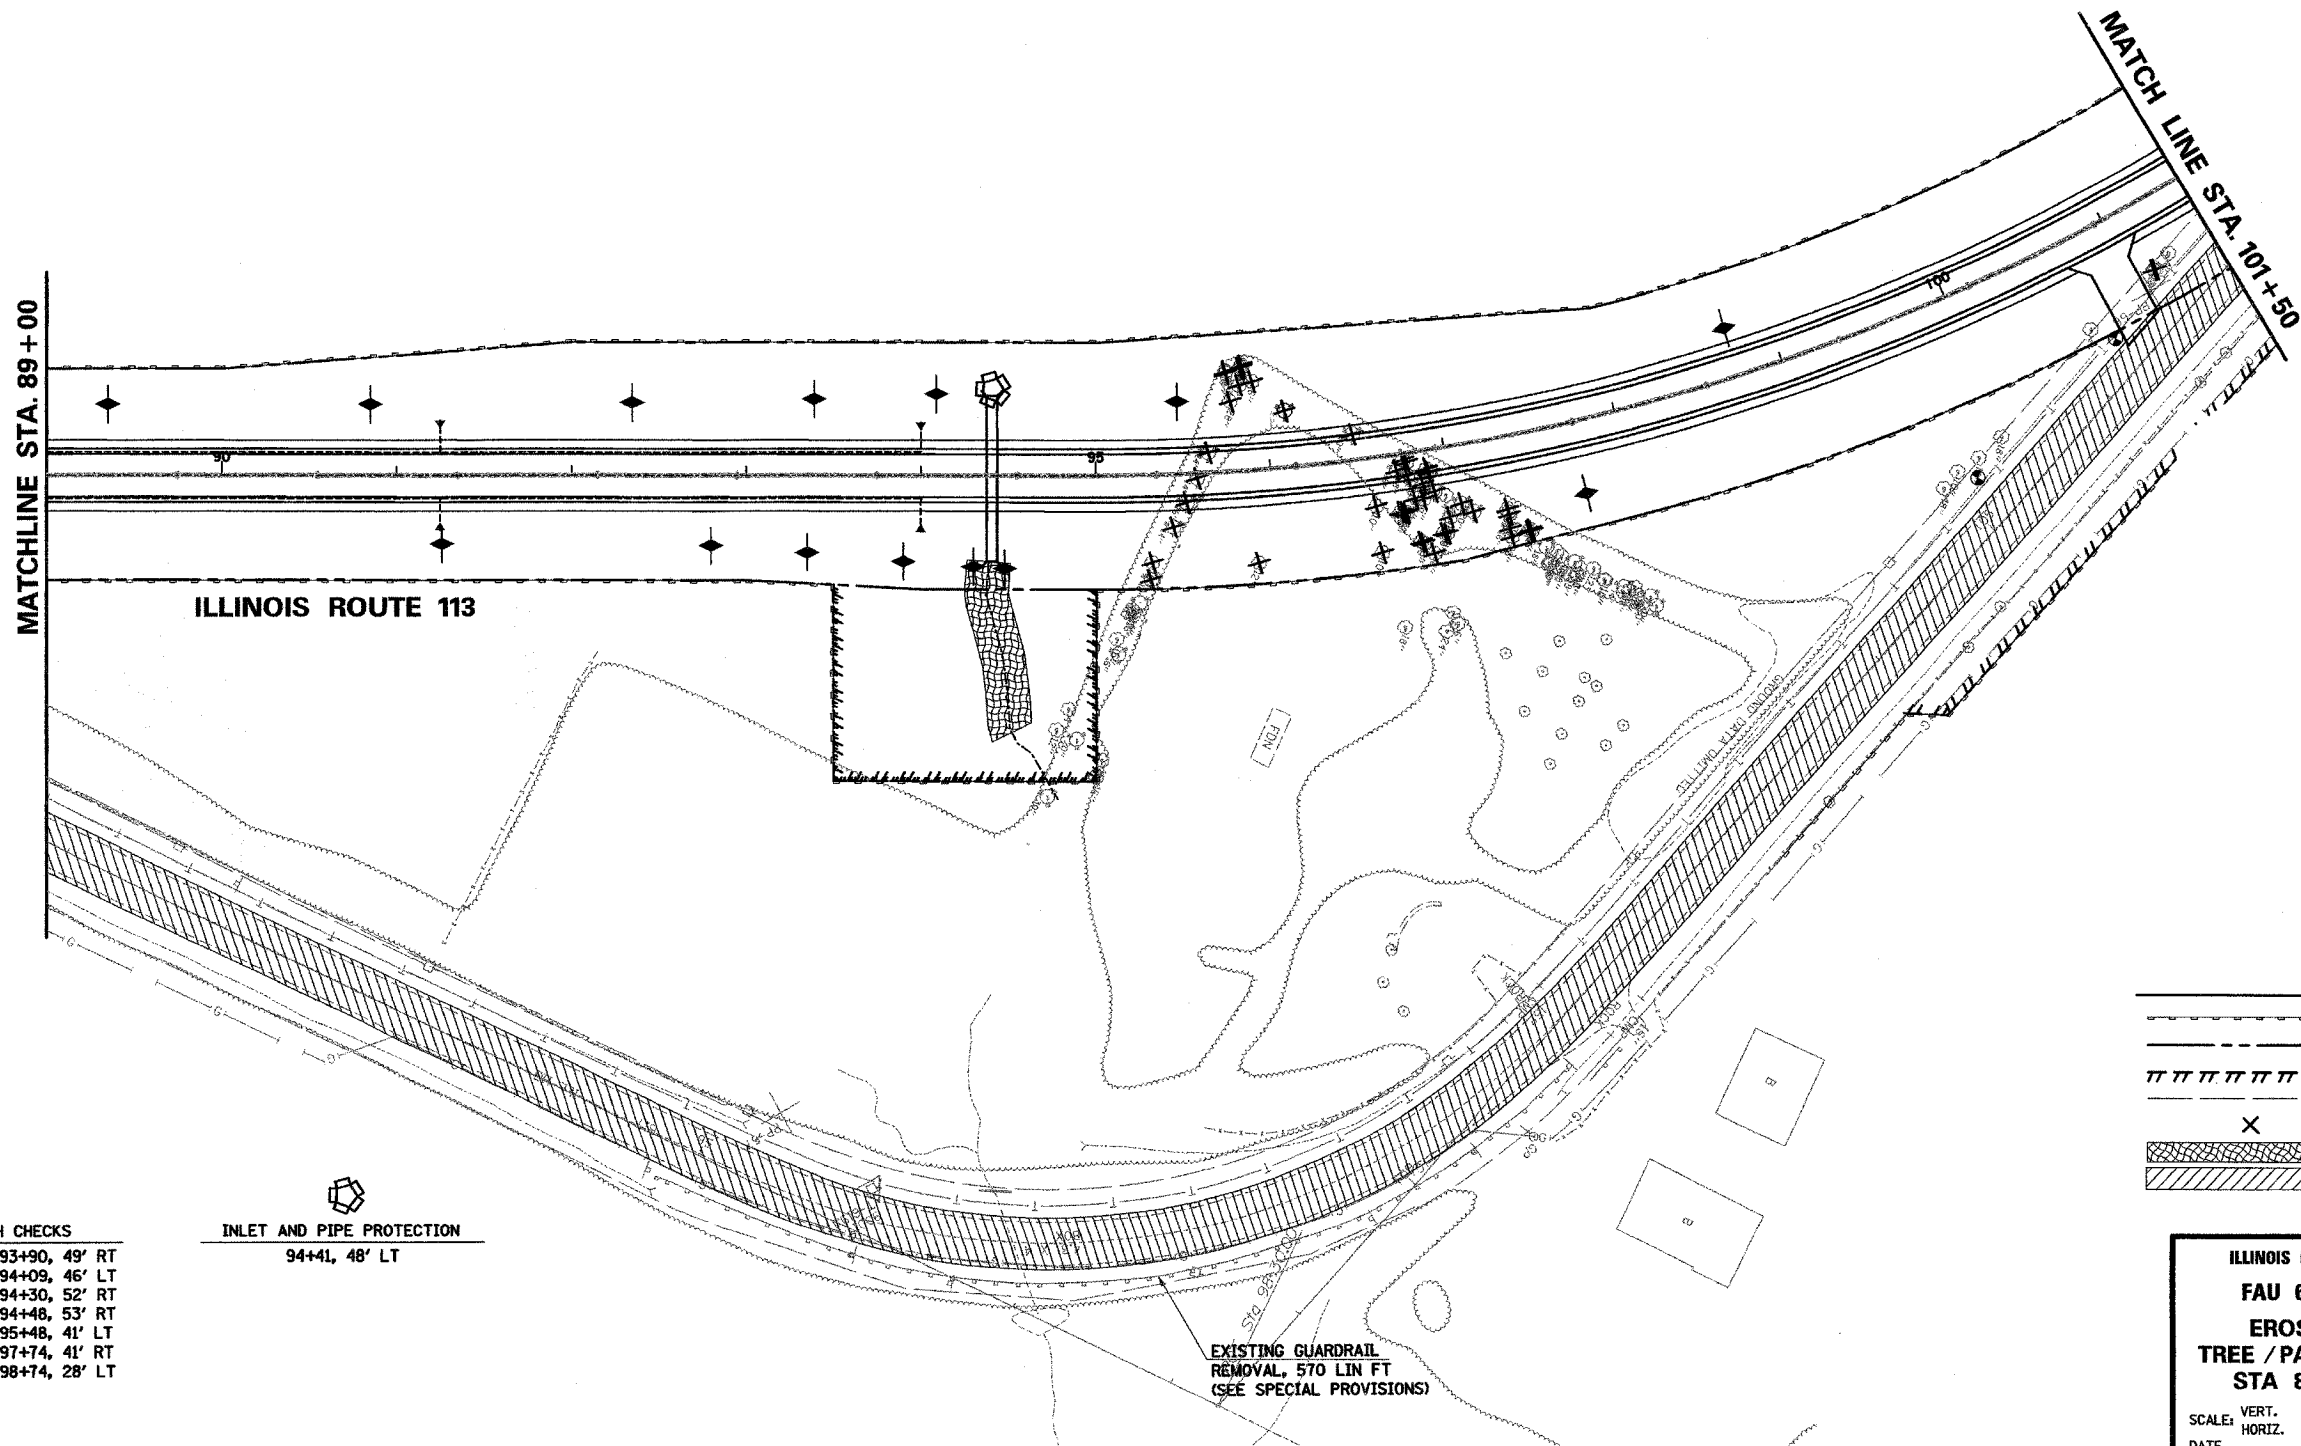 MATCH LINE STA. 101+50
MATCHLINE STA. 89+00
90
95
100
ILLINOIS ROUTE 113
FDN
GROUND DATA OMITTED
H CHECKS
93+90, 49' RT
94+09, 46' LT
94+30, 52' RT
94+48, 53' RT
95+48, 41' LT
97+74, 41' RT
98+74, 28' LT
INLET AND PIPE PROTECTION
94+41, 48' LT
EXISTING GUARDRAIL
REMOVAL, 570 LIN FT
(SEE SPECIAL PROVISIONS)
ILLINOIS
FAU 6
EROS
TREE / PA
STA 8
SCALE: VERT.
HORIZ.
DATE